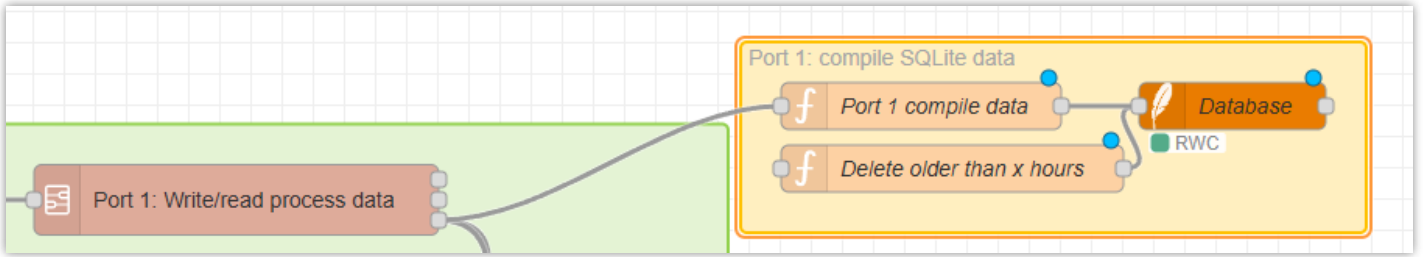 Port 1: compile SQLite data
Port 1 compile data
Database
RWC
Delete older than x hours
Port 1: Write/read process data